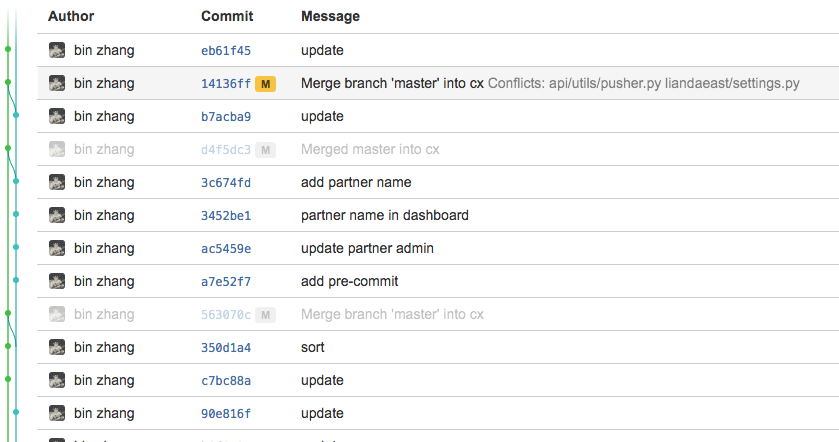 Author Commit Message
bin zhang eb61f45 update
bin zhang 14136ff M Merge branch 'master' into cx Conflicts: api/utils/pusher.py liandaeast/settings.py
bin zhang b7acba9 update
bin zhang d4f5dc3 M Merged master into cx
bin zhang 3c674fd add partner name
bin zhang 3452be1 partner name in dashboard
bin zhang ac5459e update partner admin
bin zhang a7e52f7 add pre-commit
bin zhang 563070c M Merge branch 'master' into cx
bin zhang 350d1a4 sort
bin zhang c7bc88a update
bin zhang 90e816f update